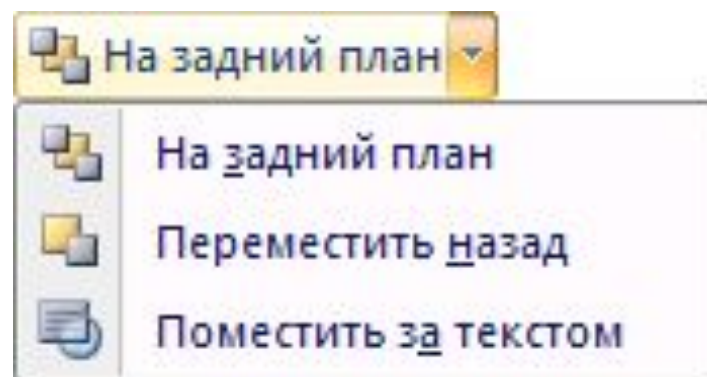 На задний план
На задний план
Переместить назад
Поместить за текстом